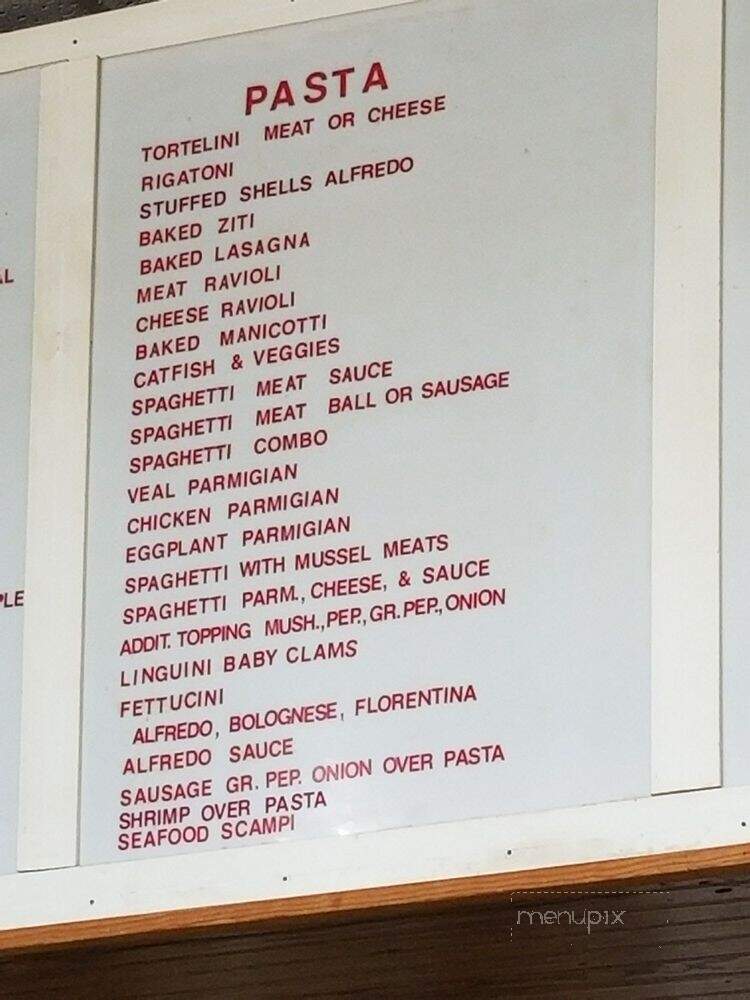 PASTA
TORTELINI MEAT OR CHEESE
RIGATONI
STUFFED SHELLS ALFREDO
BAKED ZITI
BAKED LASAGNA
MEAT RAVIOLI
CHEESE RAVIOLI
BAKED MANICOTTI
CATFISH & VEGGIES
SPAGHETTI MEAT SAUCE
SPAGHETTI MEAT BALL OR SAUSAGE
SPAGHETTI COMBO
VEAL PARMIGIAN
CHICKEN PARMIGIAN
EGGPLANT PARMIGIAN
SPAGHETTI WITH MUSSEL MEATS
SPAGHETTI PARM., CHEESE, & SAUCE
ADDIT. TOPPING MUSH., PEP., GR. PEP., ONION
LINGUINI BABY CLAMS
FETTUCINI
ALFREDO, BOLOGNESE, FLORENTINA
ALFREDO SAUCE
SAUSAGE GR. PEP. ONION OVER PASTA
SHRIMP OVER PASTA
SEAFOOD SCAMPI
menupix